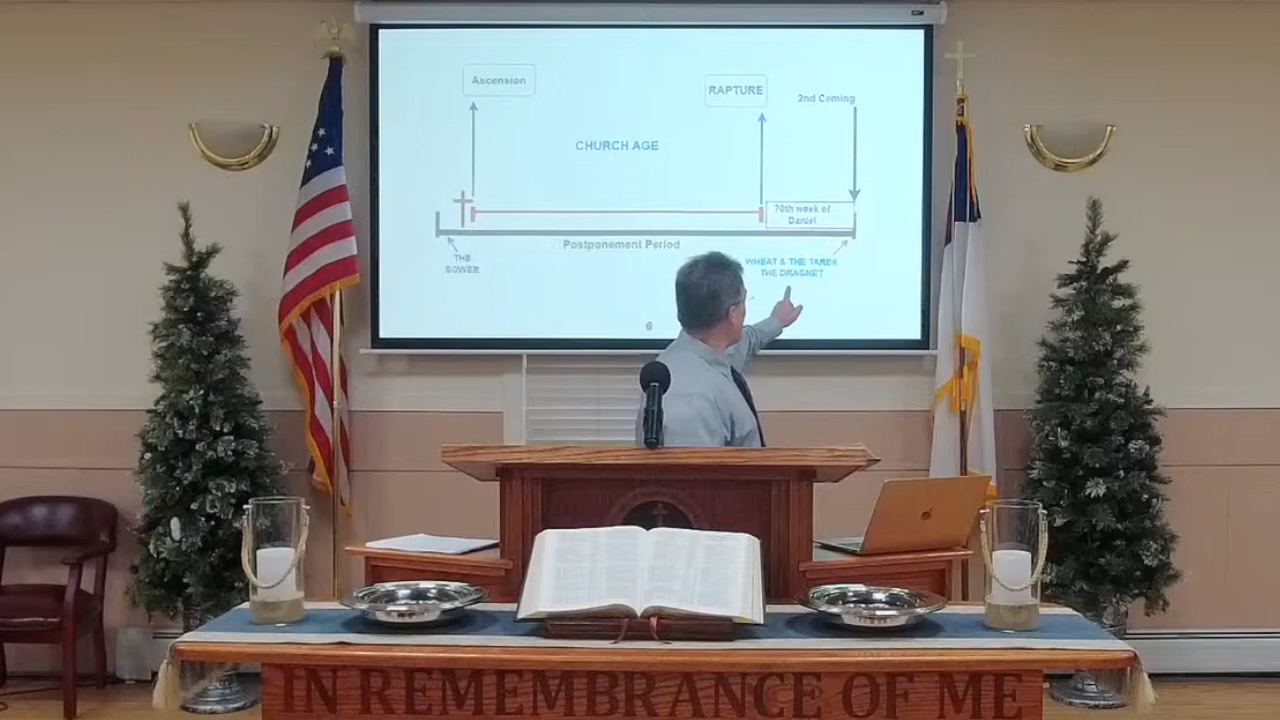 Ascension
RAPTURE
2nd Coming
CHURCH AGE
70th week of
Daniel
Postponement Period
THE
SOWER
WHEAT & THE TARES
THE DRAGNET
6
IN REMEMBRANCE OF ME